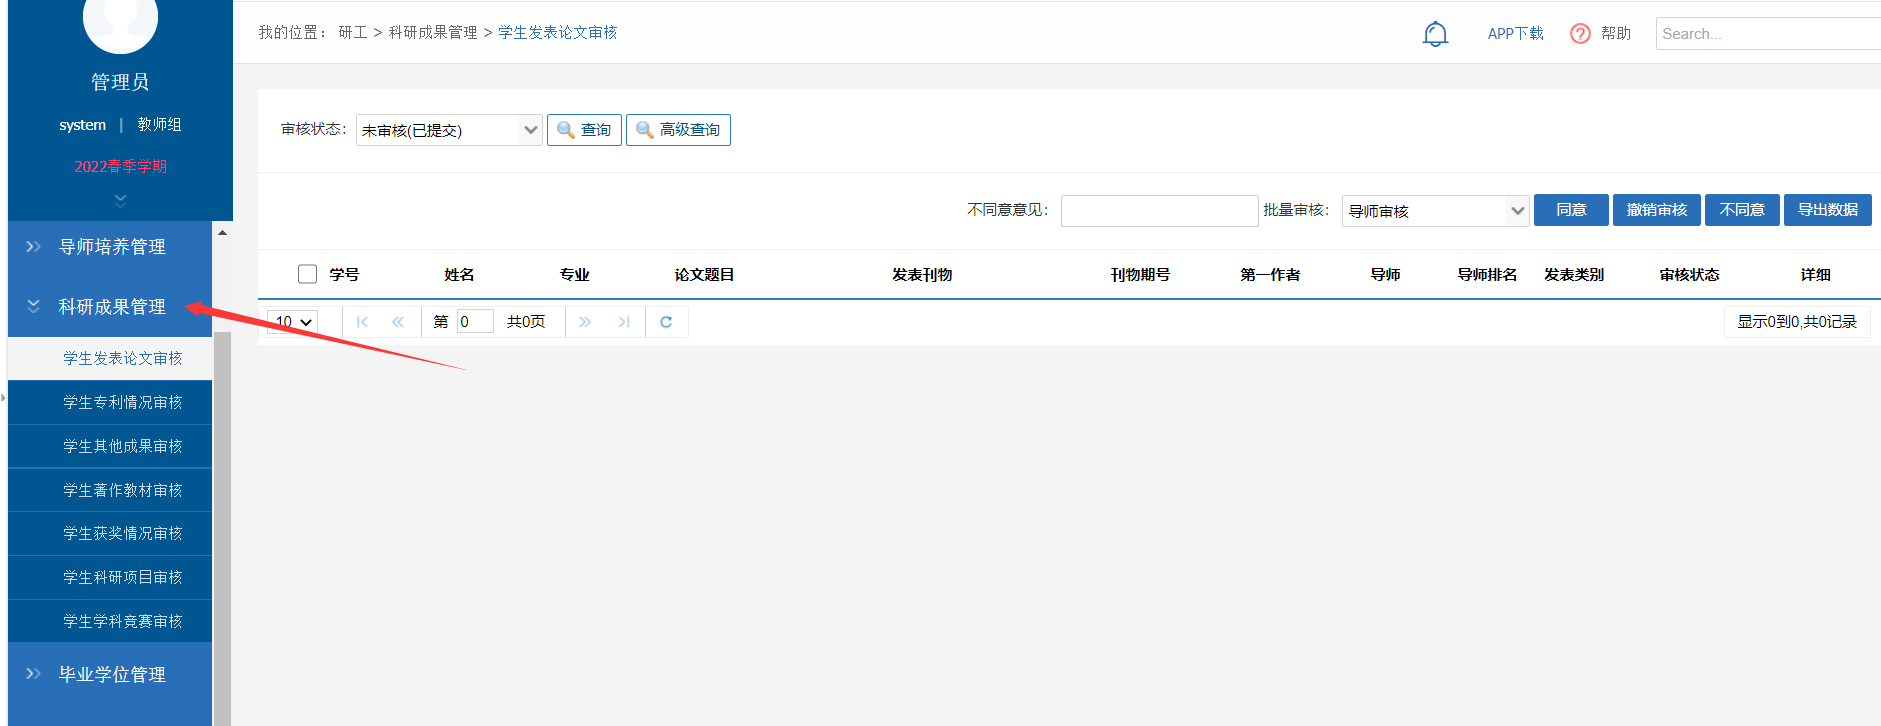 我的位置： 研工 > 科研成果管理 > 学生发表论文审核
APP下载
帮助
Search...
管理员
system | 教师组
2022春季学期
导师培养管理
科研成果管理
学生发表论文审核
学生专利情况审核
学生其他成果审核
学生著作教材审核
学生获奖情况审核
学生科研项目审核
学生学科竞赛审核
毕业学位管理
审核状态： 未审核(已提交) 查询 高级查询
不同意意见： 批量审核： 导师审核 同意 撤销审核 不同意 导出数据
学号 姓名 专业 论文题目 发表刊物 刊物期号 第一作者 导师 导师排名 发表类别 审核状态 详细
10 第 0 共0页 显示0到0,共0记录